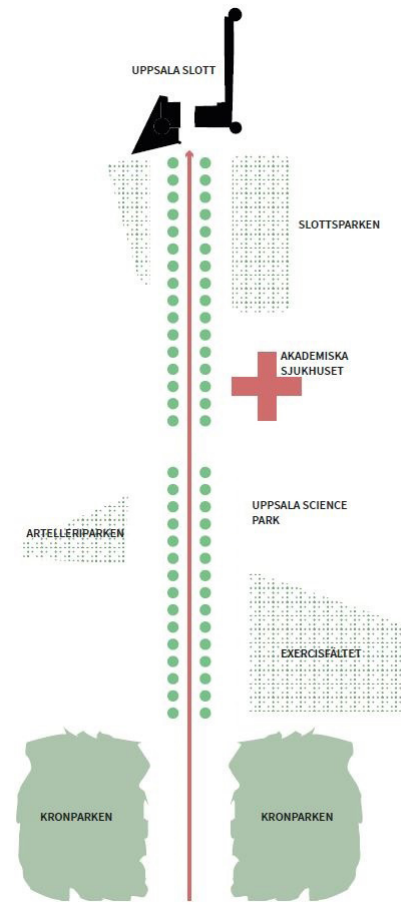 UPPSALA SLOTT
SLOTTSPARKEN
AKADEMISKA
SJUKHUSET
UPPSALA SCIENCE
PARK
ARTELLERIPARKEN
EXERCISFÄLTET
KRONPARKEN
KRONPARKEN